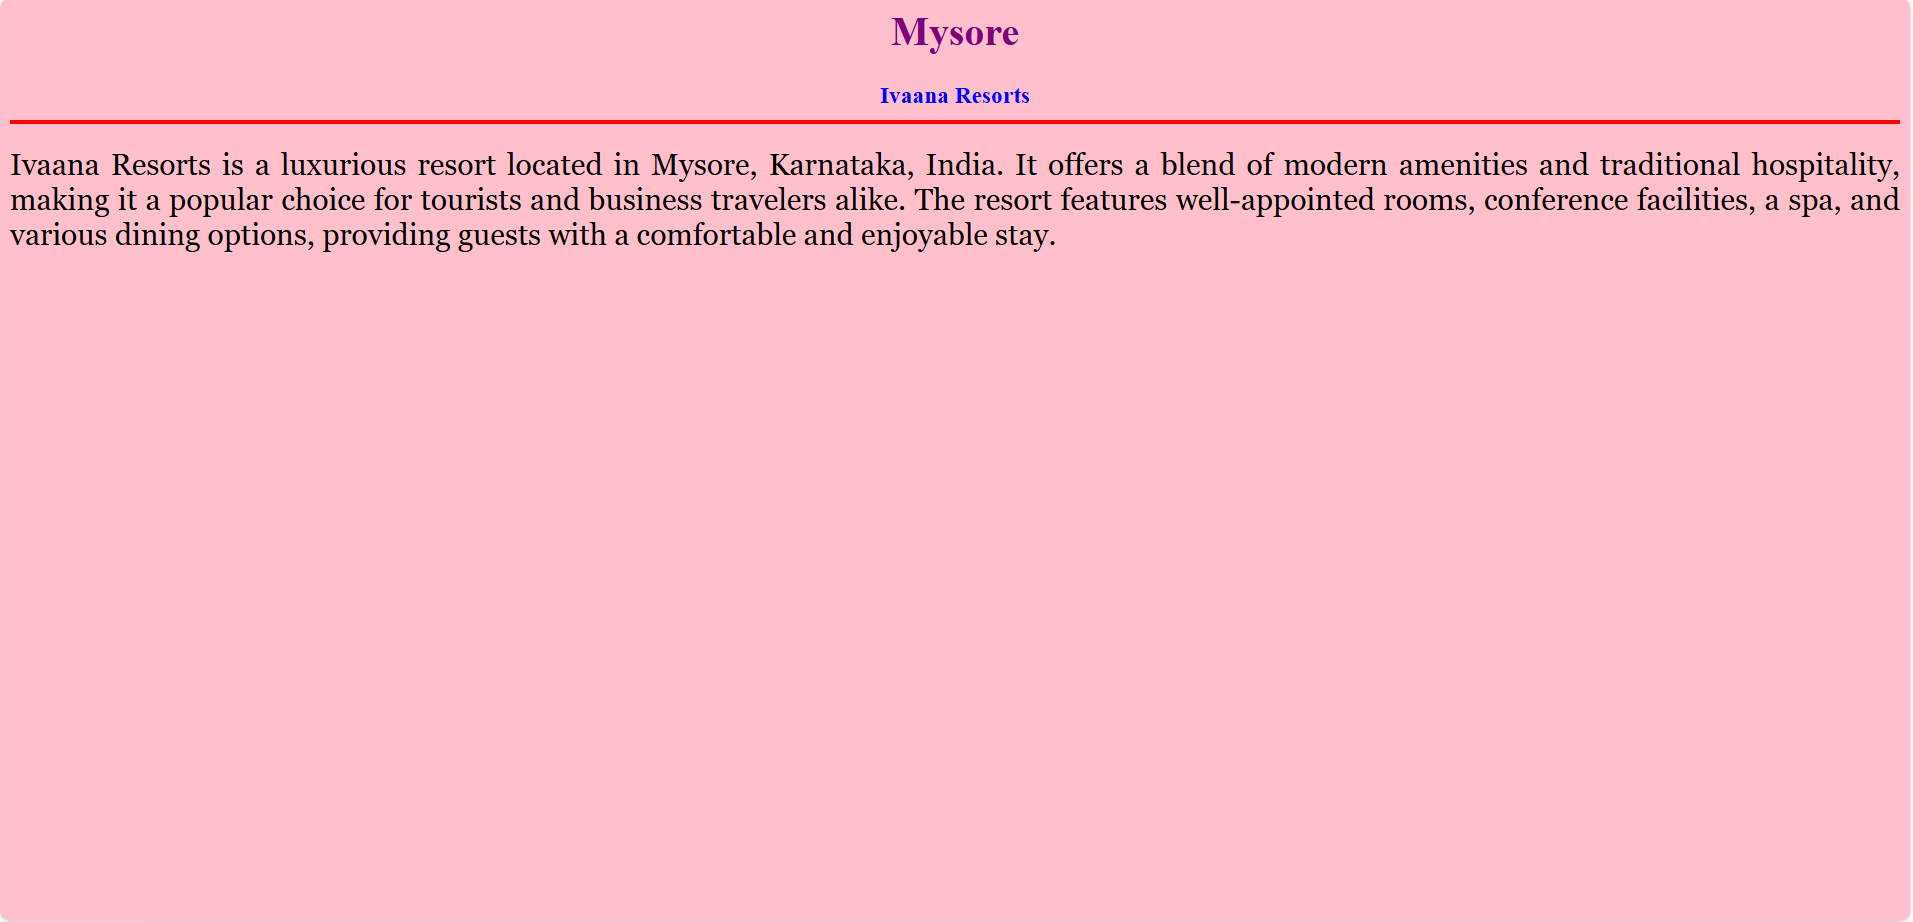 Mysore
Ivaana Resorts
Ivaana Resorts is a luxurious resort located in Mysore, Karnataka, India. It offers a blend of modern amenities and traditional hospitality,
making it a popular choice for tourists and business travelers alike. The resort features well-appointed rooms, conference facilities, a spa, and
various dining options, providing guests with a comfortable and enjoyable stay.